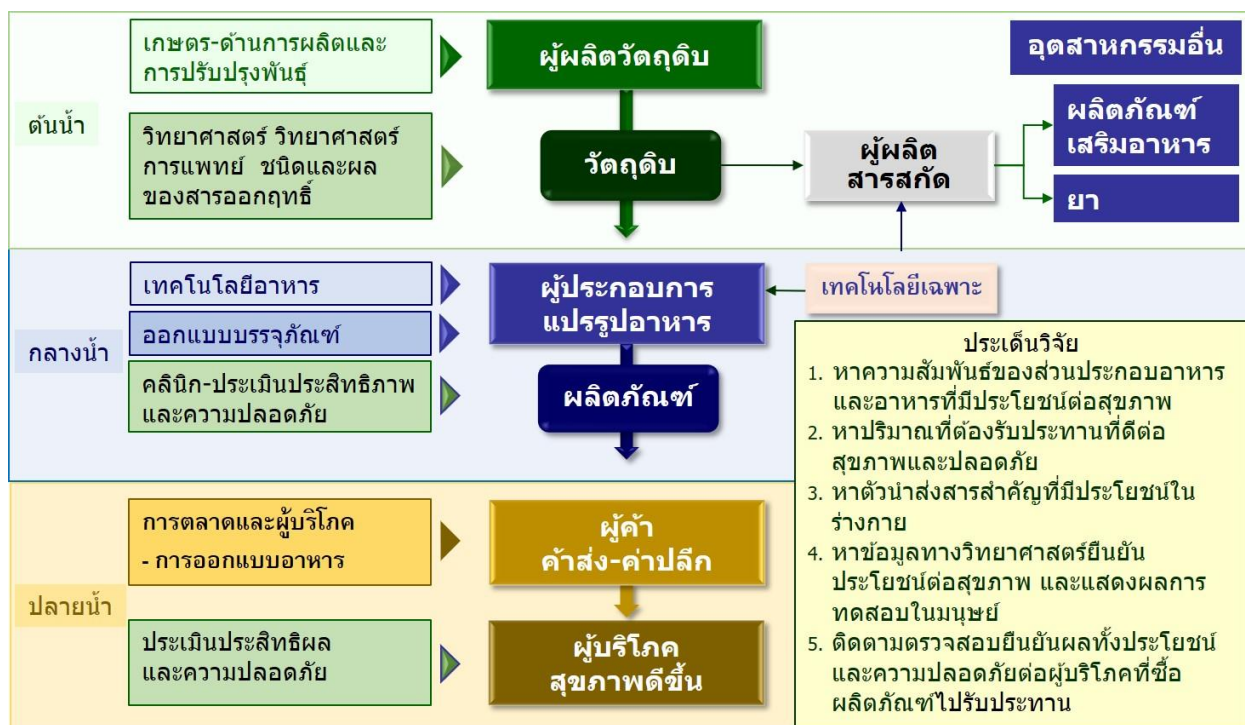 ต้นน้ำ
เกษตร-ด้านการผลิตและ
การปรับปรุงพันธุ์
วิทยาศาสตร์ วิทยาศาสตร์
การแพทย์ ชนิดและผล
ของสารออกฤทธิ์
ผู้ผลิตวัตถุดิบ
วัตถุดิบ
ผู้ผลิต
สารสกัด
อุตสาหกรรมอื่น
ผลิตภัณฑ์
เสริมอาหาร
ยา
กลางน้ำ
เทคโนโลยีอาหาร
ออกแบบบรรจุภัณฑ์
คลินิก-ประเมินประสิทธิภาพ
และความปลอดภัย
ผู้ประกอบการ
แปรรูปอาหาร
ผลิตภัณฑ์
เทคโนโลยีเฉพาะ
ปลายน้ำ
การตลาดและผู้บริโภค
- การออกแบบอาหาร
ประเมินประสิทธิผล
และความปลอดภัย
ผู้ค้า
ค้าส่ง-ค่าปลีก
ผู้บริโภค
สุขภาพดีขึ้น
ประเด็นวิจัย
1. หาความสัมพันธ์ของส่วนประกอบอาหาร
และอาหารที่มีประโยชน์ต่อสุขภาพ
2. หาปริมาณที่ต้องรับประทานที่ดีต่อ
สุขภาพและปลอดภัย
3. หาตัวนำส่งสารสำคัญที่มีประโยชน์ใน
ร่างกาย
4. หาข้อมูลทางวิทยาศาสตร์ยืนยัน
ประโยชน์ต่อสุขภาพ และแสดงผลการ
ทดสอบในมนุษย์
5. ติดตามตรวจสอบยืนยันผลทั้งประโยชน์
และความปลอดภัยต่อผู้บริโภคที่ซื้อ
ผลิตภัณฑ์ไปรับประทาน